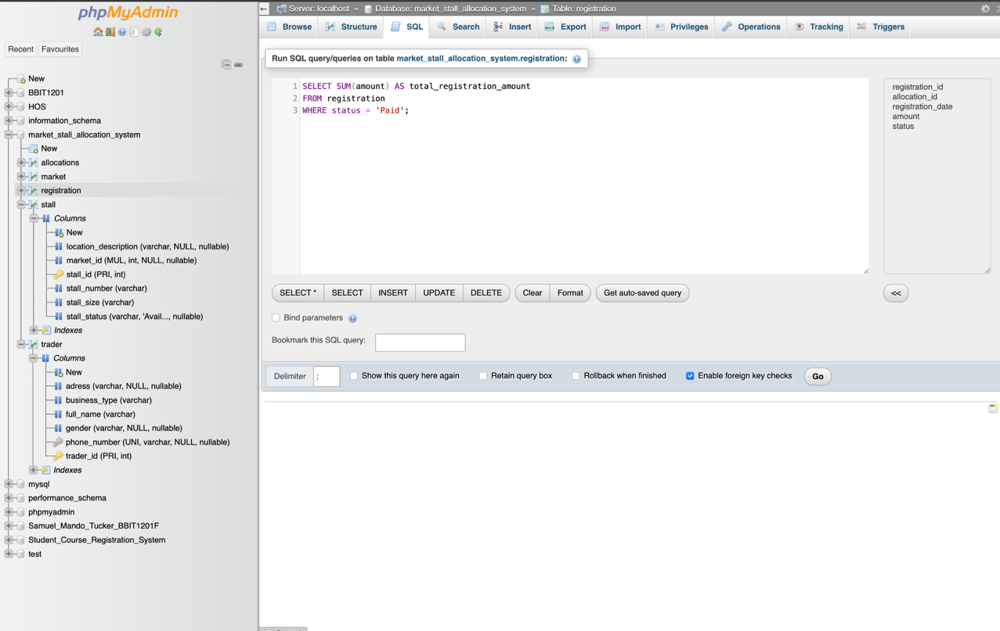 phpMyAdmin
Recent Favourites
New
BBIT1201
HOS
information_schema
market_stall_allocation_system
New
allocations
market
registration
stall
Columns
New
location_description (varchar, NULL, nullable)
market_id (MUL, int, NULL, nullable)
stall_id (PRI, int)
stall_number (varchar)
stall_size (varchar)
stall_status (varchar, 'Avail..., nullable)
Indexes
trader
Columns
New
adress (varchar, NULL, nullable)
business_type (varchar)
full_name (varchar)
gender (varchar, NULL, nullable)
phone_number (UNI, varchar, NULL, nullable)
trader_id (PRI, int)
Indexes
mysql
performance_schema
phpmyadmin
Samuel_Mando_Tucker_BBIT1201F
Student_Course_Registration_System
test
Server: localhost » Database: market_stall_allocation_system » Table: registration
Browse Structure SQL Search Insert Export Import Privileges Operations Tracking Triggers
Run SQL query/queries on table market_stall_allocation_system.registration:
1 SELECT SUM(amount) AS total_registration_amount
2 FROM registration
3 WHERE status = 'Paid';
registration_id
allocation_id
registration_date
amount
status
SELECT * SELECT INSERT UPDATE DELETE Clear Format Get auto-saved query <<
Bind parameters
Bookmark this SQL query:
Delimiter ; Show this query here again Retain query box Rollback when finished Enable foreign key checks Go